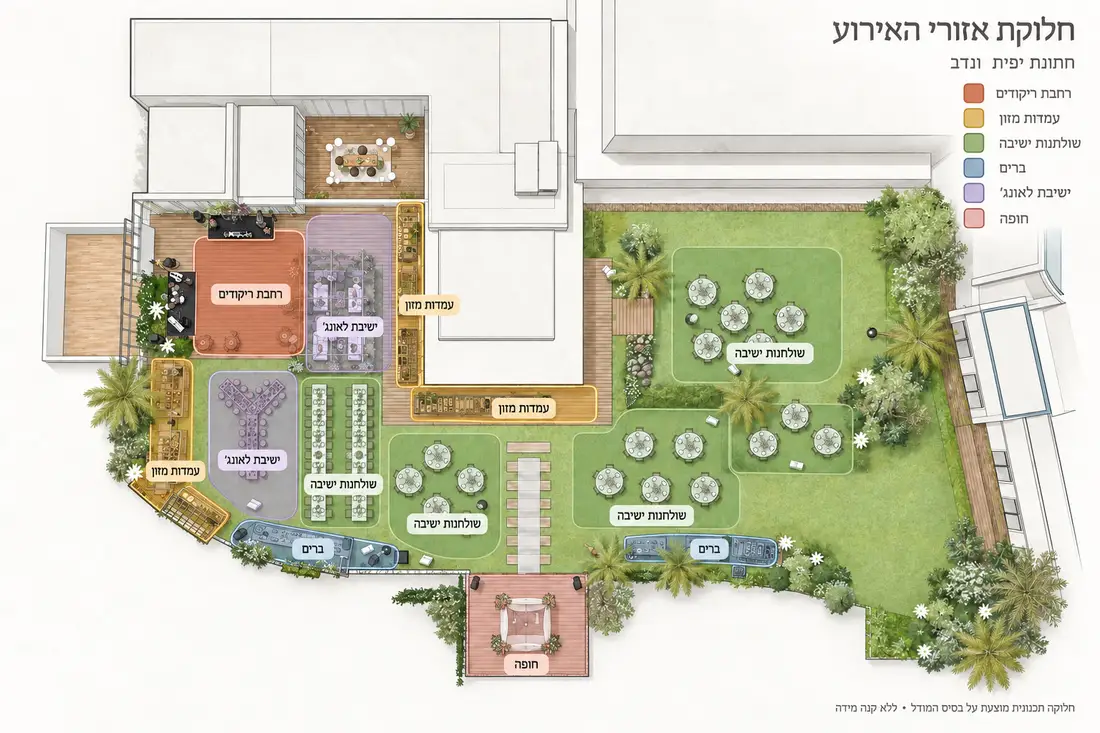 חלוקת אזורי האירוע
חתונת יפית ונדב
רחבת ריקודים
עמדות מזון
שולחנות ישיבה
ברים
ישיבת לאונג'
חופה
רחבת ריקודים
ישיבת לאונג'
עמדות מזון
שולחנות ישיבה
עמדות מזון
ישיבת לאונג'
עמדות מזון
שולחנות ישיבה
שולחנות ישיבה
שולחנות ישיבה
ברים
ברים
חופה
חלוקה תכנונית מוצעת על בסיס המודל • ללא קנה מידה